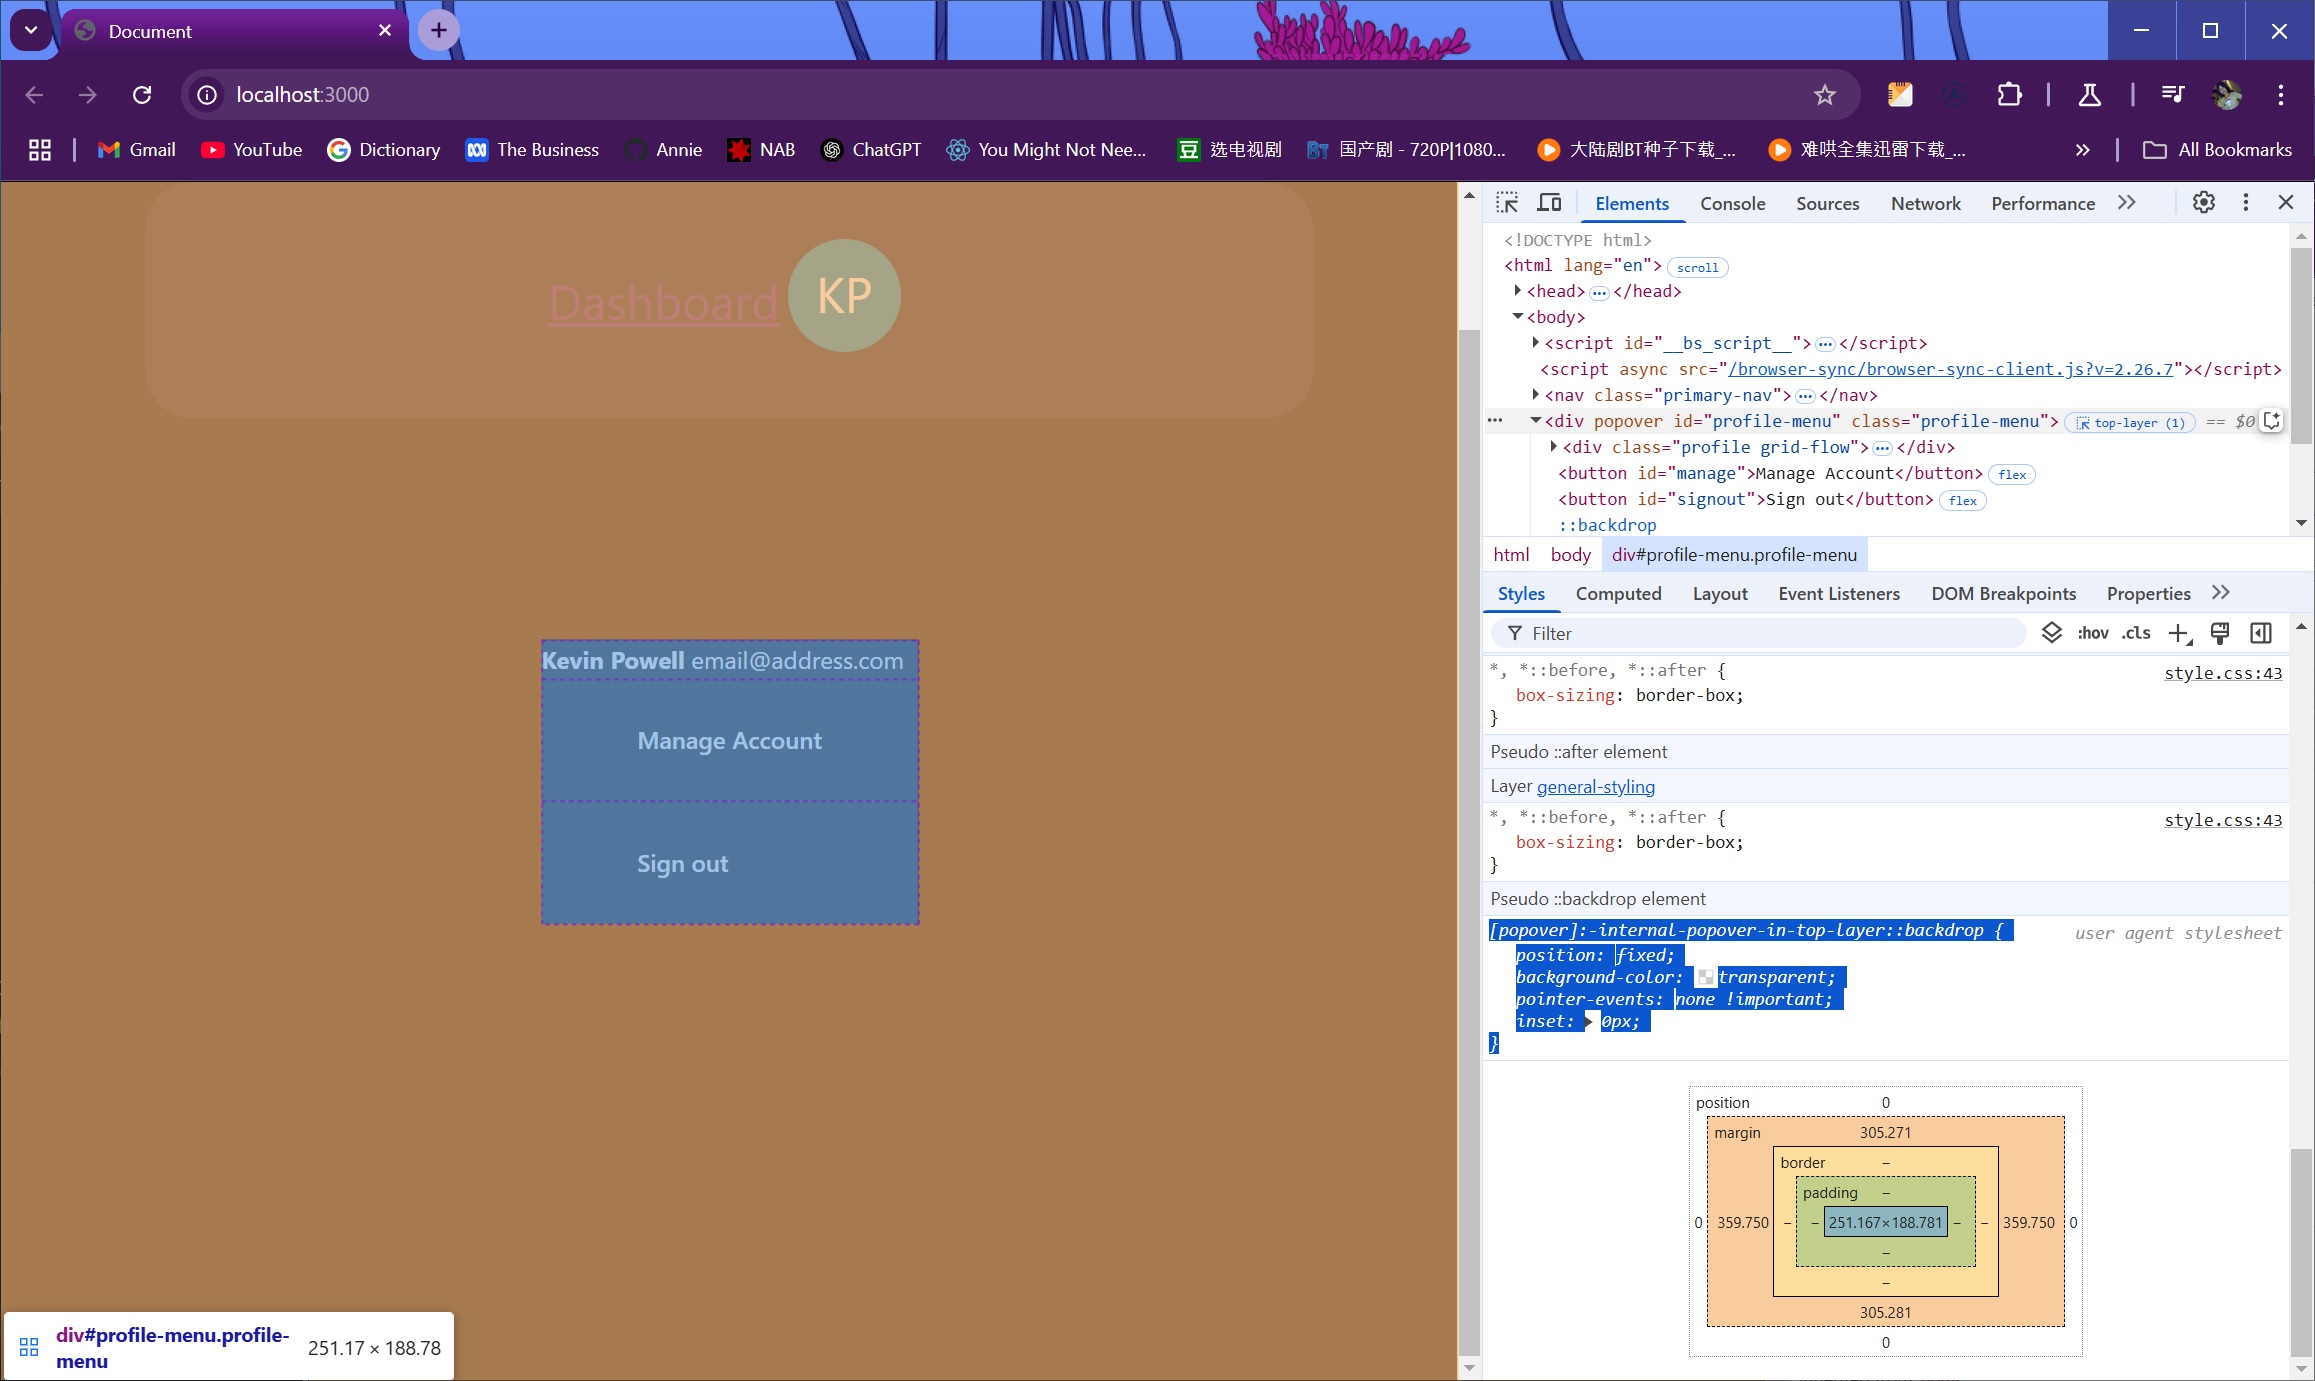 Document
localhost:3000
Gmail
YouTube
Dictionary
The Business
Annie
NAB
ChatGPT
You Might Not Nee...
选电视剧
国产剧 - 720P|1080...
大陆剧BT种子下载_...
难哄全集迅雷下载_...
All Bookmarks
Dashboard
KP
Kevin Powell email@address.com
Manage Account
Sign out
div#profile-menu.profile-
menu
251.17 × 188.78
Elements
Console
Sources
Network
Performance
<!DOCTYPE html>
<html lang="en"> scroll
<head> ··· </head>
<body>
<script id="__bs_script__"> ··· </script>
<script async src="/browser-sync/browser-sync-client.js?v=2.26.7"></script>
<nav class="primary-nav"> ··· </nav>
··· <div popover id="profile-menu" class="profile-menu"> top-layer (1) == $0
<div class="profile grid-flow"> ··· </div>
<button id="manage">Manage Account</button> flex
<button id="signout">Sign out</button> flex
::backdrop
html
body
div#profile-menu.profile-menu
Styles
Computed
Layout
Event Listeners
DOM Breakpoints
Properties
Filter
:hov
.cls
*, *::before, *::after {
style.css:43
box-sizing: border-box;
}
Pseudo ::after element
Layer general-styling
*, *::before, *::after {
style.css:43
box-sizing: border-box;
}
Pseudo ::backdrop element
[popover]:-internal-popover-in-top-layer::backdrop {
user agent stylesheet
position: fixed;
background-color: transparent;
pointer-events: none !important;
inset: 0px;
}
position
0
margin
305.271
border
–
padding
–
0
359.750
–
–
251.167×188.781
–
–
359.750
0
–
–
305.281
0